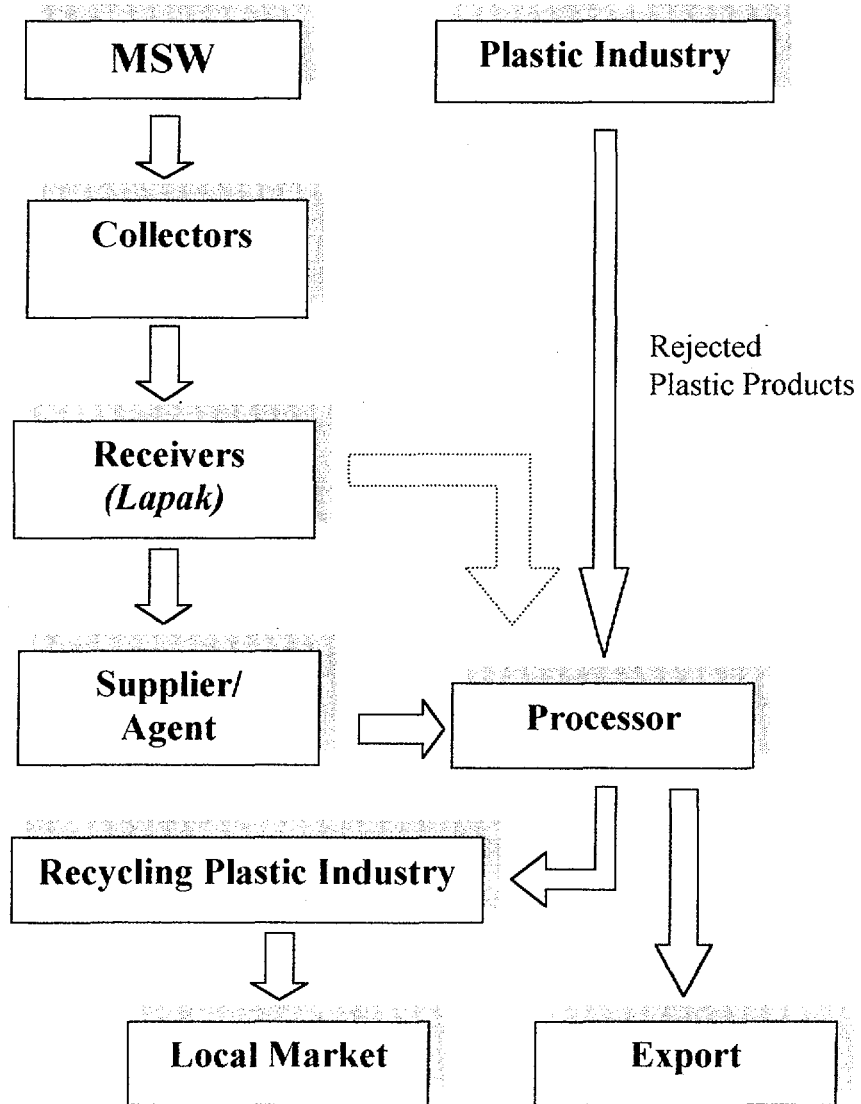 MSW
Plastic Industry
Collectors
Rejected
Plastic Products
Receivers
(Lapak)
Supplier/
Agent
Processor
Recycling Plastic Industry
Local Market
Export